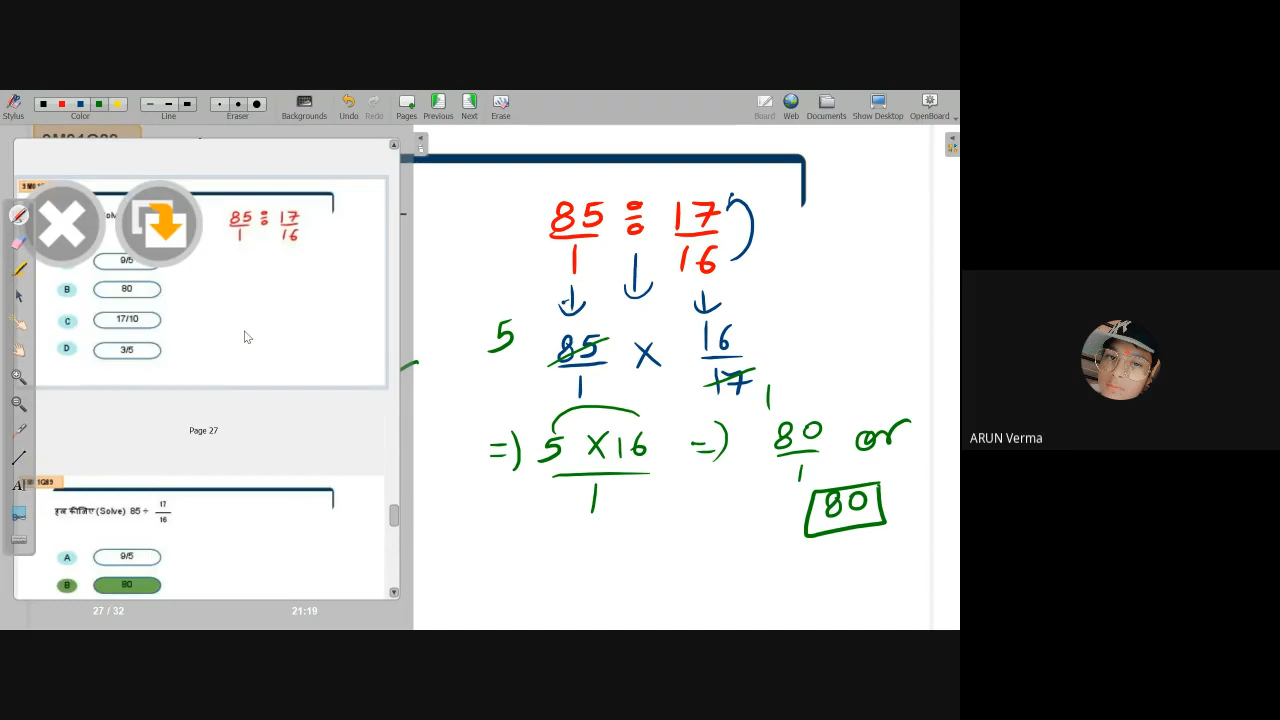 Stylus Color Line Eraser Backgrounds Undo Redo Pages Previous Next Erase Board Web Documents Show Desktop OpenBoard
85/1 ÷ 17/16
9/5
B 80
C 17/10
D 3/5
Page 27
हल कीजिए (Solve) 85 ÷ 17/16
A 9/5
B 80
27 / 32 21:19
85/1 ÷ 17/16
5 85/1 × 16/17 1
=> 5 × 16/1 => 80/1 or
80
ARUN Verma